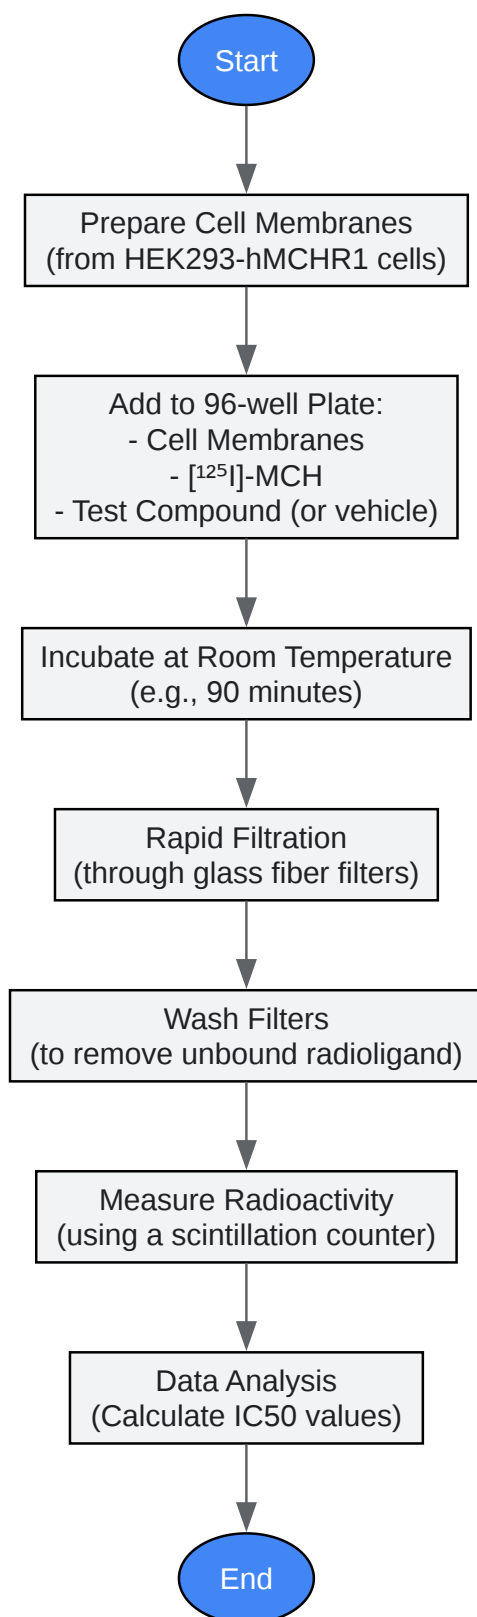 Start
Prepare Cell Membranes
(from HEK293-hMCHR1 cells)
Add to 96-well Plate:
- Cell Membranes
- [¹²⁵I]-MCH
- Test Compound (or vehicle)
Incubate at Room Temperature
(e.g., 90 minutes)
Rapid Filtration
(through glass fiber filters)
Wash Filters
(to remove unbound radioligand)
Measure Radioactivity
(using a scintillation counter)
Data Analysis
(Calculate IC50 values)
End